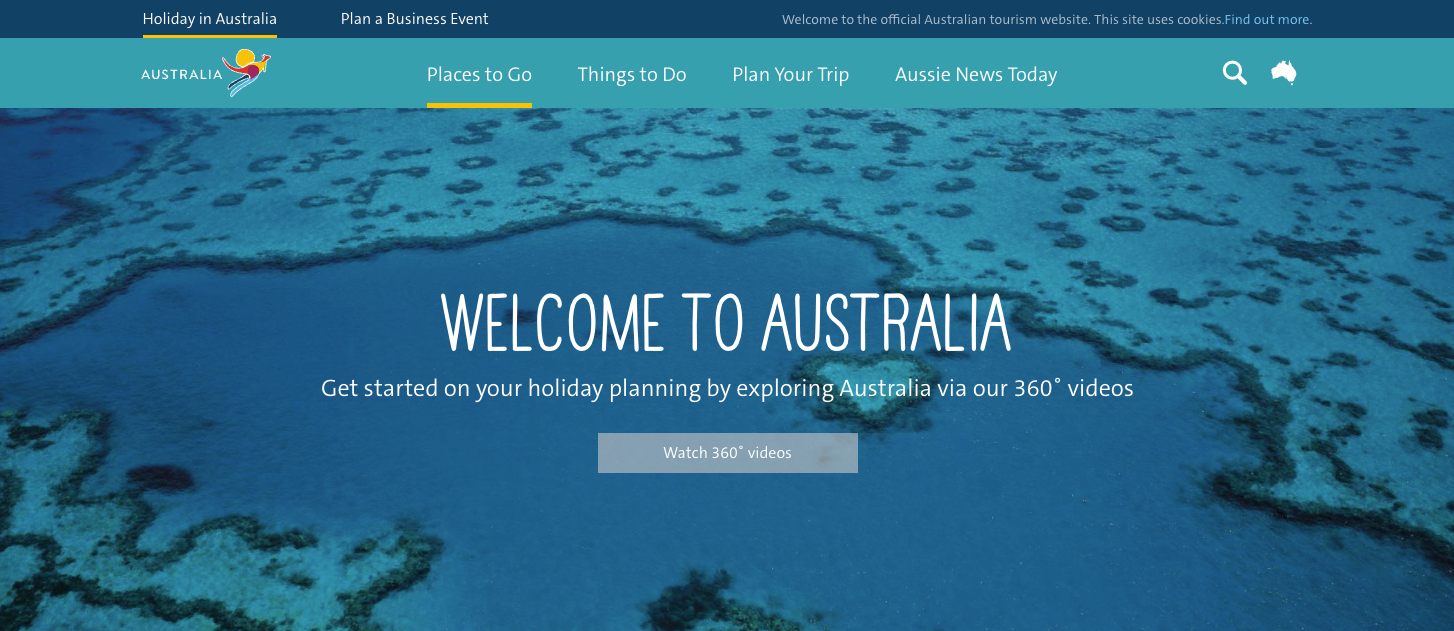 Holiday in Australia
Plan a Business Event
Welcome to the official Australian tourism website. This site uses cookies.Find out more.
AUSTRALIA
Places to Go
Things to Do
Plan Your Trip
Aussie News Today
WELCOME TO AUSTRALIA
Get started on your holiday planning by exploring Australia via our 360˚ videos
Watch 360˚ videos